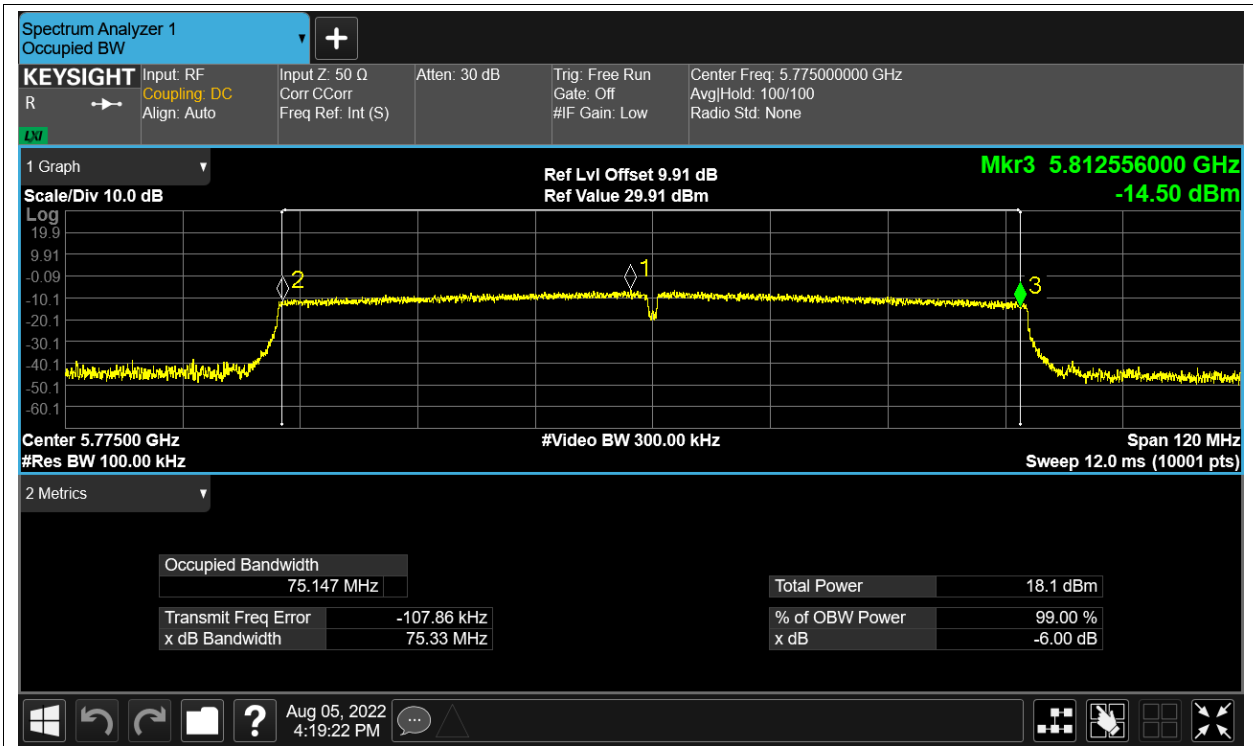 Spectrum Analyzer 1
Occupied BW
KEYSIGHT
R
LXI
Input: RF
Coupling: DC
Align: Auto
Input Z: 50 Ω
Corr CCorr
Freq Ref: Int (S)
Atten: 30 dB
Trig: Free Run
Gate: Off
#IF Gain: Low
Center Freq: 5.775000000 GHz
Avg|Hold: 100/100
Radio Std: None
1 Graph
Scale/Div 10.0 dB
Ref Lvl Offset 9.91 dB
Ref Value 29.91 dBm
Mkr3 5.812556000 GHz
-14.50 dBm
Log
19.9
9.91
-0.09
-10.1
-20.1
-30.1
-40.1
-50.1
-60.1
2
1
3
Center 5.77500 GHz
#Video BW 300.00 kHz
Span 120 MHz
#Res BW 100.00 kHz
Sweep 12.0 ms (10001 pts)
2 Metrics
Occupied Bandwidth
75.147 MHz
Transmit Freq Error -107.86 kHz
x dB Bandwidth 75.33 MHz
Total Power 18.1 dBm
% of OBW Power 99.00 %
x dB -6.00 dB
?
Aug 05, 2022
4:19:22 PM